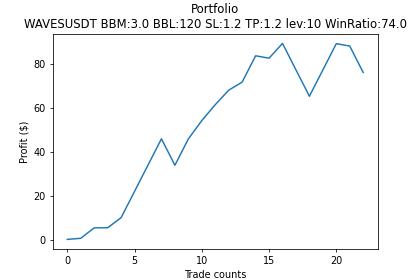 Portfolio
WAVESUSDT BBM:3.0 BBL:120 SL:1.2 TP:1.2 lev:10 WinRatio:74.0
80
60
40
20
0
Profit ($)
0 5 10 15 20
Trade counts